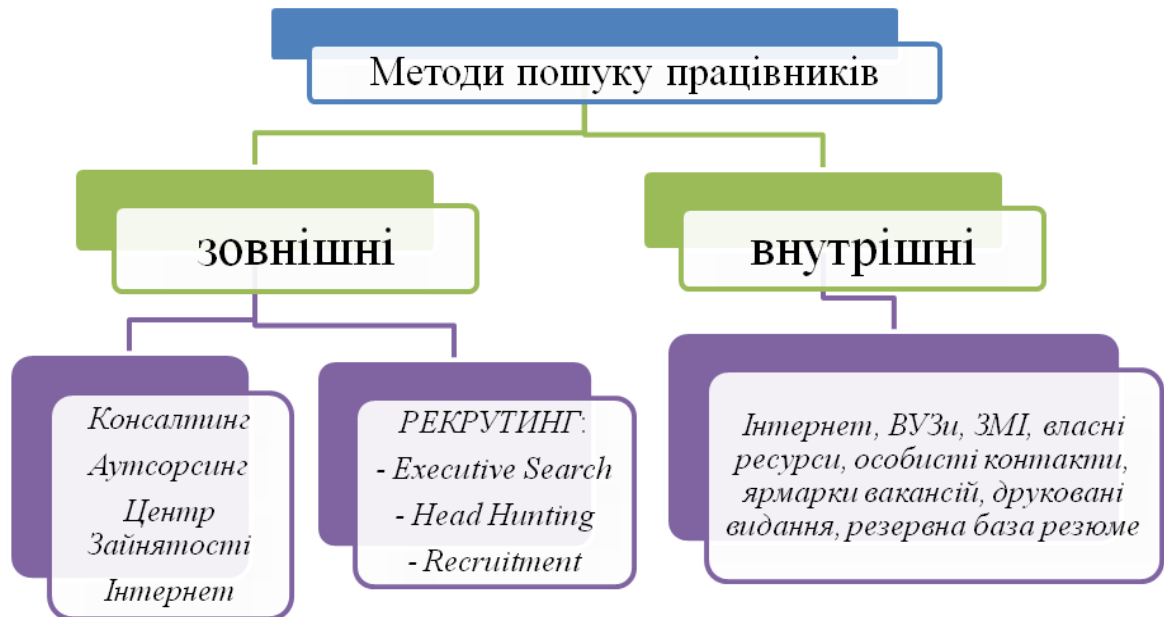 Методи пошуку працівників
зовнішні
внутрішні
Консалтинг
Аутсорсинг
Центр
Зайнятості
Інтернет
РЕКРУТИНГ:
- Executive Search
- Head Hunting
- Recruitment
Інтернет, ВУЗи, ЗМІ, власні
ресурси, особисті контакти,
ярмарки вакансій, друковані
видання, резервна база резюме